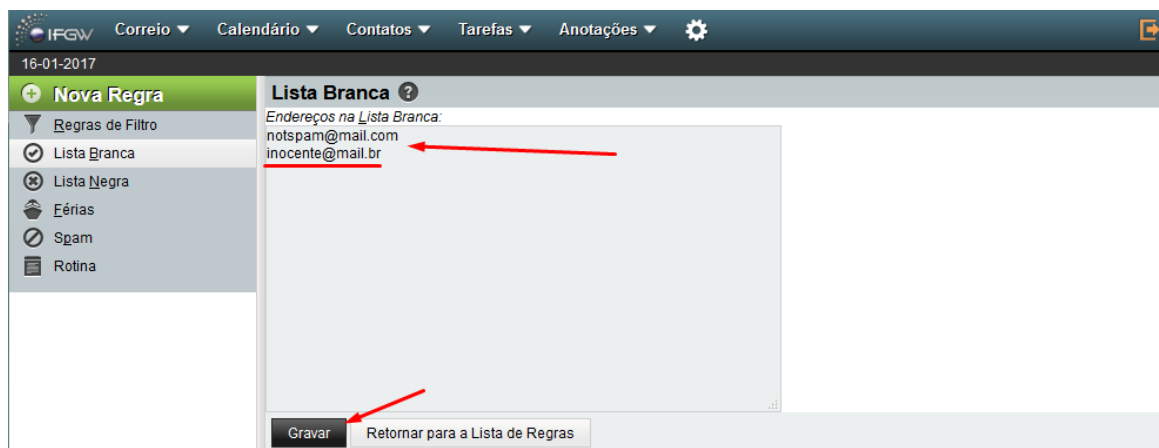 IFGW Correio Calendário Contatos Tarefas Anotações
16-01-2017
Nova Regra
Regras de Filtro
Lista Branca
Lista Negra
Férias
Spam
Rotina
Lista Branca ?
Endereços na Lista Branca:
notspam@mail.com
inocente@mail.br
Gravar Retornar para a Lista de Regras